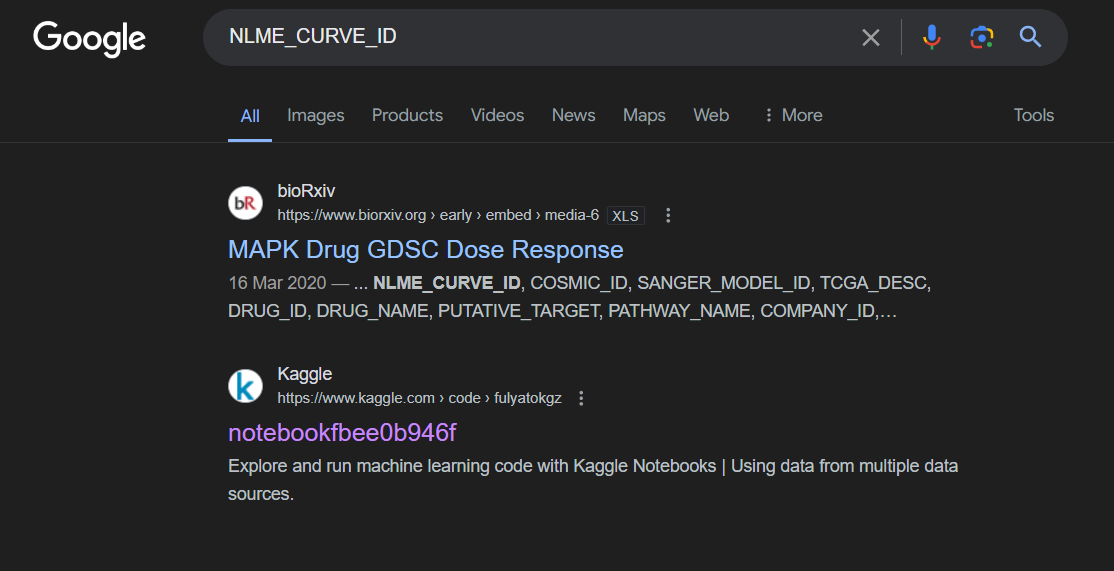 Google
NLME_CURVE_ID
All Images Products Videos News Maps Web More Tools
bR
bioRxiv
https://www.biorxiv.org › early › embed › media-6 XLS
MAPK Drug GDSC Dose Response
16 Mar 2020 — ... NLME_CURVE_ID, COSMIC_ID, SANGER_MODEL_ID, TCGA_DESC,
DRUG_ID, DRUG_NAME, PUTATIVE_TARGET, PATHWAY_NAME, COMPANY_ID,…
k
Kaggle
https://www.kaggle.com › code › fulyatokgz
notebookfbee0b946f
Explore and run machine learning code with Kaggle Notebooks | Using data from multiple data
sources.